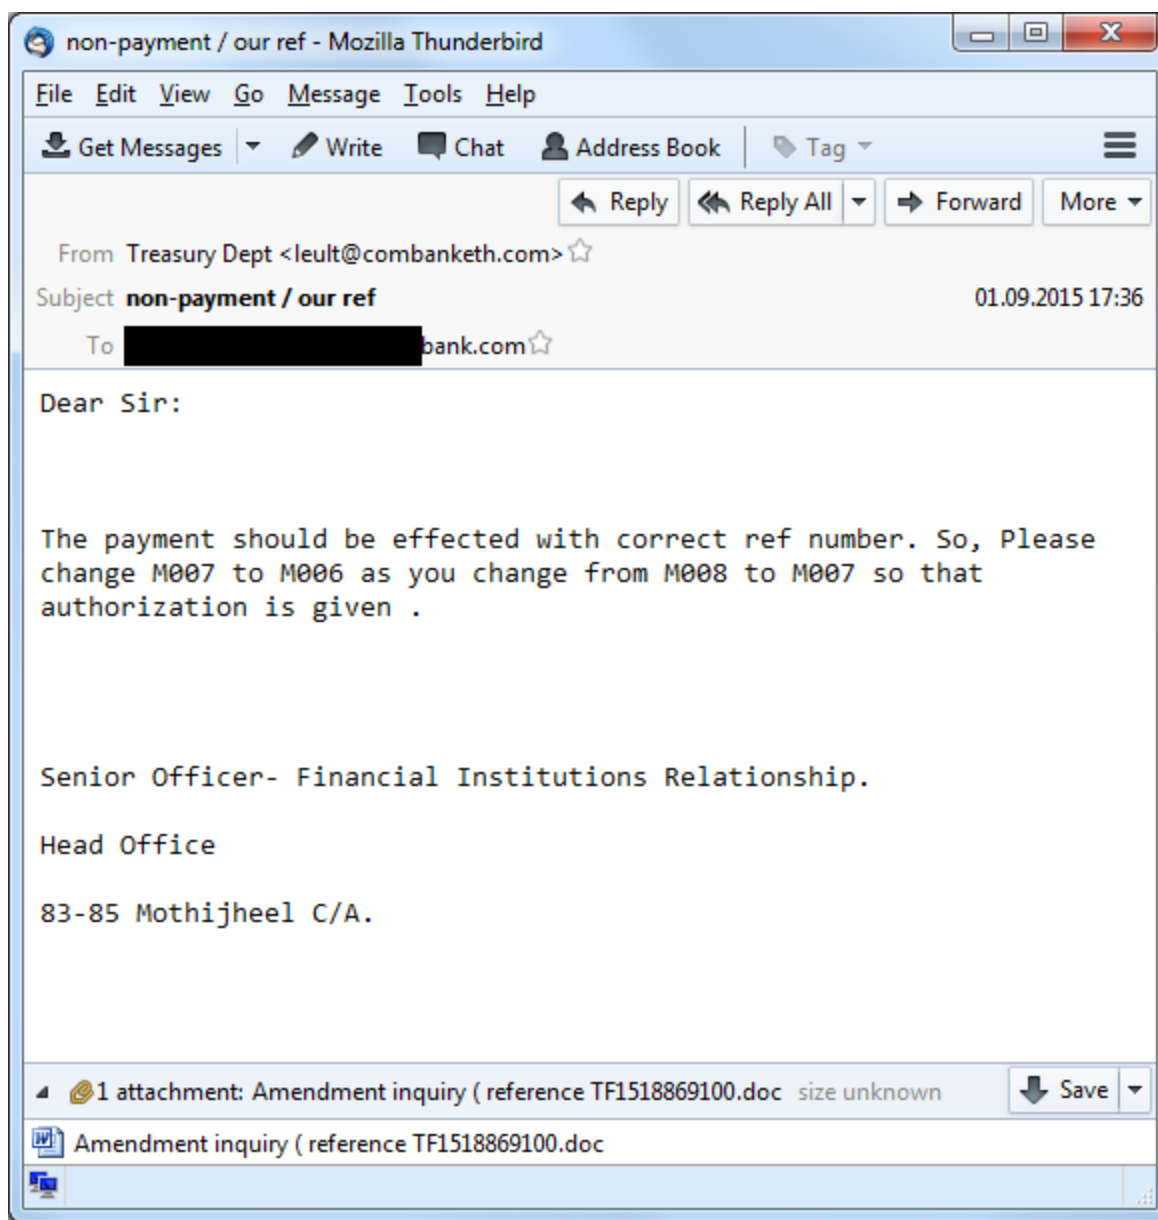 non-payment / our ref - Mozilla Thunderbird
File Edit View Go Message Tools Help
Get Messages Write Chat Address Book Tag
Reply Reply All Forward More
From Treasury Dept <leult@combanketh.com>
Subject non-payment / our ref 01.09.2015 17:36
To bank.com
Dear Sir:
The payment should be effected with correct ref number. So, Please
change M007 to M006 as you change from M008 to M007 so that
authorization is given .
Senior Officer- Financial Institutions Relationship.
Head Office
83-85 Mothijheel C/A.
1 attachment: Amendment inquiry ( reference TF1518869100.doc size unknown Save
Amendment inquiry ( reference TF1518869100.doc